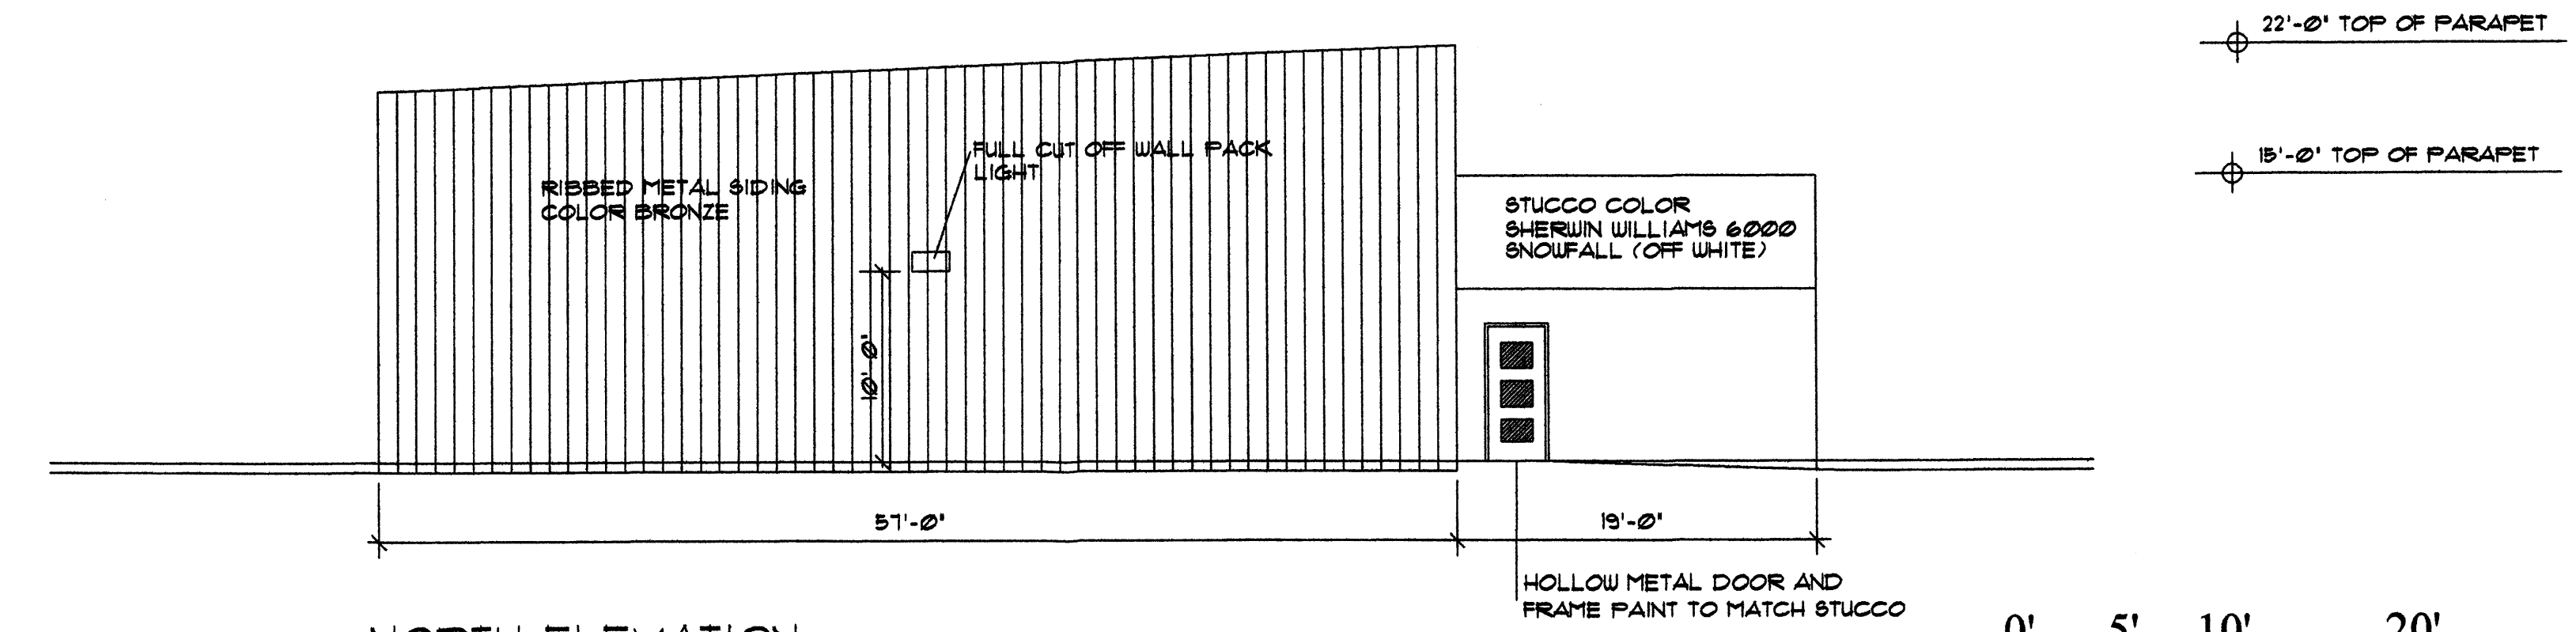 22'-0" TOP OF PARAPET
15'-0" TOP OF PARAPET
FULL CUT OFF WALL PACK
LIGHT
RIBBED METAL SIDING
COLOR BRONZE
STUCCO COLOR
SHERWIN WILLIAMS 6000
SNOWFALL (OFF WHITE)
10'-0"
57'-0"
19'-0"
HOLLOW METAL DOOR AND
FRAME PAINT TO MATCH STUCCO
NORTH ELEVATION
0' 5' 10' 20'